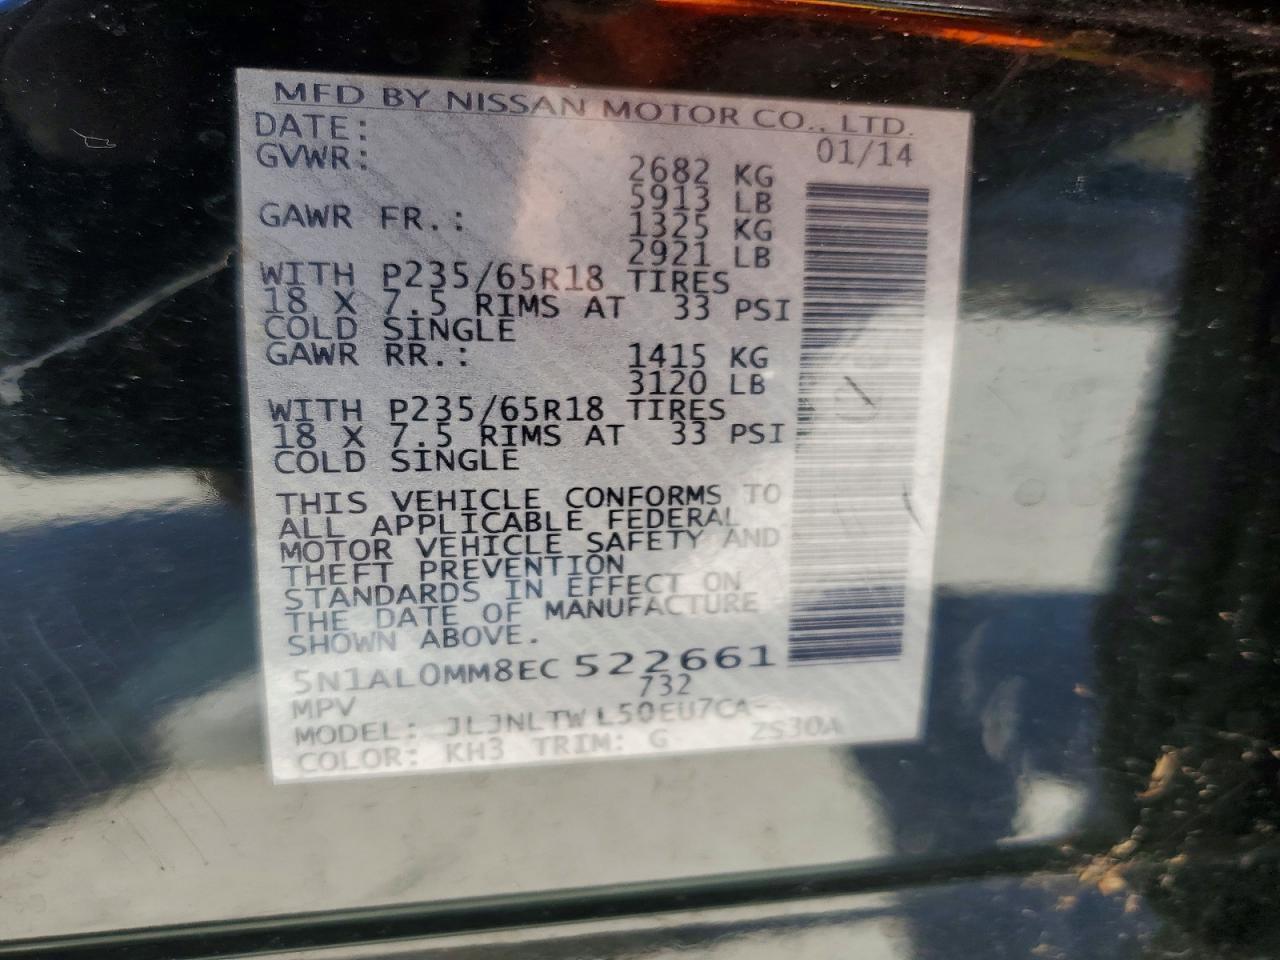 MFD BY NISSAN MOTOR CO., LTD.
DATE: 01/14
GVWR: 2682 KG
5913 LB
GAWR FR.: 1325 KG
2921 LB
WITH P235/65R18 TIRES
18 X 7.5 RIMS AT 33 PSI
COLD SINGLE
GAWR RR.: 1415 KG
3120 LB
WITH P235/65R18 TIRES
18 X 7.5 RIMS AT 33 PSI
COLD SINGLE
THIS VEHICLE CONFORMS TO
ALL APPLICABLE FEDERAL
MOTOR VEHICLE SAFETY AND
THEFT PREVENTION
STANDARDS IN EFFECT ON
THE DATE OF MANUFACTURE
SHOWN ABOVE.
5N1AL0MM8EC 522661
MPV 732
MODEL: JLJNLTW L50EU7CA-
COLOR: KH3 TRIM: G ZS30A